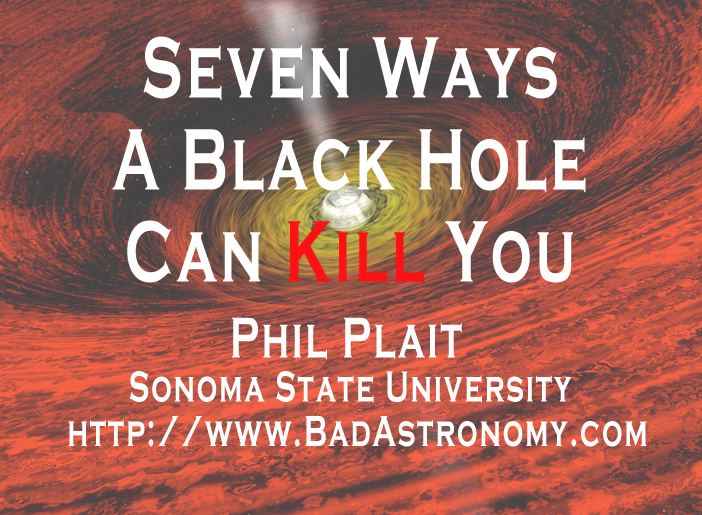 Seven Ways
A Black Hole
Can Kill You
Phil Plait
Sonoma State University
http://www.BadAstronomy.com